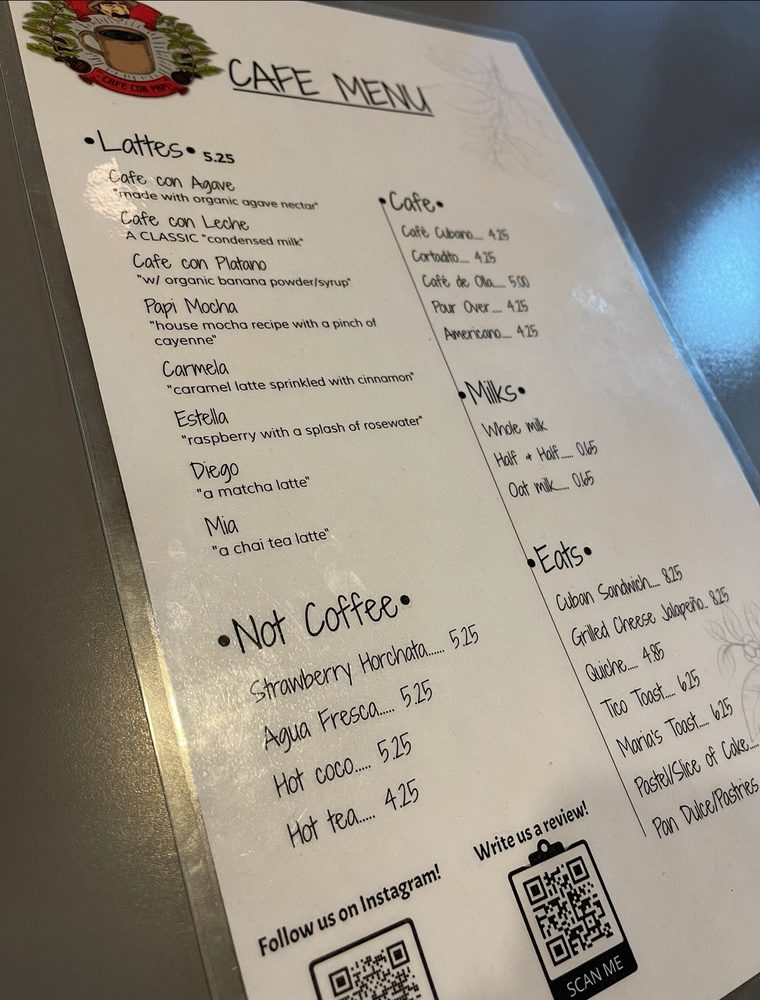 CAFE CON PAPI
CAFE MENU
•Lattes• 5.25
Cafe con Agave
"made with organic agave nectar"
Cafe con Leche
A CLASSIC "condensed milk"
Cafe con Platano
"w/ organic banana powder/syrup"
Papi Mocha
"house mocha recipe with a pinch of
cayenne"
Carmela
"caramel latte sprinkled with cinnamon"
Estella
"raspberry with a splash of rosewater"
Diego
"a matcha latte"
Mia
"a chai tea latte"
•Not Coffee•
Strawberry Horchata...... 5.25
Agua Fresca..... 5.25
Hot coco..... 5.25
Hot tea..... 4.25
•Cafe•
Café Cubano.... 4.25
Cortadito.... 4.25
Café de Olla..... 5.00
Pour Over.... 4.25
Americano.... 4.25
•Milks•
Whole milk
Half & Half...... 0.65
Oat milk...... 0.65
•Eats•
Cuban Sandwich.... 8.25
Grilled Cheese Jalapeño.. 8.25
Quiche.... 4.85
Tico Toast.... 6.25
Maria's Toast.... 6.25
Pastel/Slice of Cake....
Pan Dulce/Pastries
Follow us on Instagram!
Write us a review!
SCAN ME